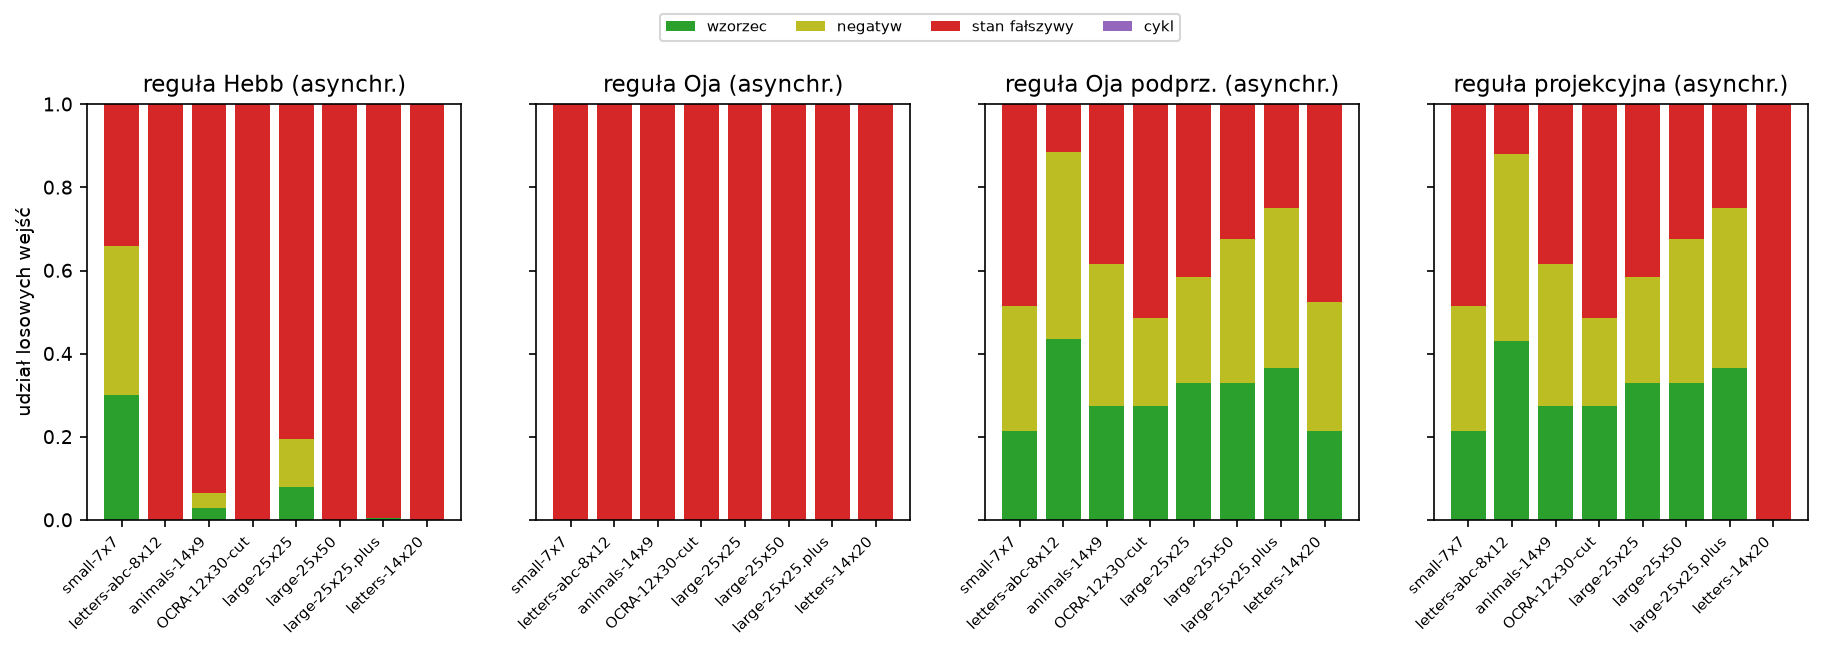 wzorzec negatyw stan fałszywy cykl
reguła Hebb (asynchr.)
reguła Oja (asynchr.)
reguła Oja podprz. (asynchr.)
reguła projekcyjna (asynchr.)
udział losowych wejść
1.0
0.8
0.6
0.4
0.2
0.0
small-7x7
letters-abc-8x12
animals-14x9
OCRA-12x30-cut
large-25x25
large-25x50
large-25x25.plus
letters-14x20
small-7x7
letters-abc-8x12
animals-14x9
OCRA-12x30-cut
large-25x25
large-25x50
large-25x25.plus
letters-14x20
small-7x7
letters-abc-8x12
animals-14x9
OCRA-12x30-cut
large-25x25
large-25x50
large-25x25.plus
letters-14x20
small-7x7
letters-abc-8x12
animals-14x9
OCRA-12x30-cut
large-25x25
large-25x50
large-25x25.plus
letters-14x20